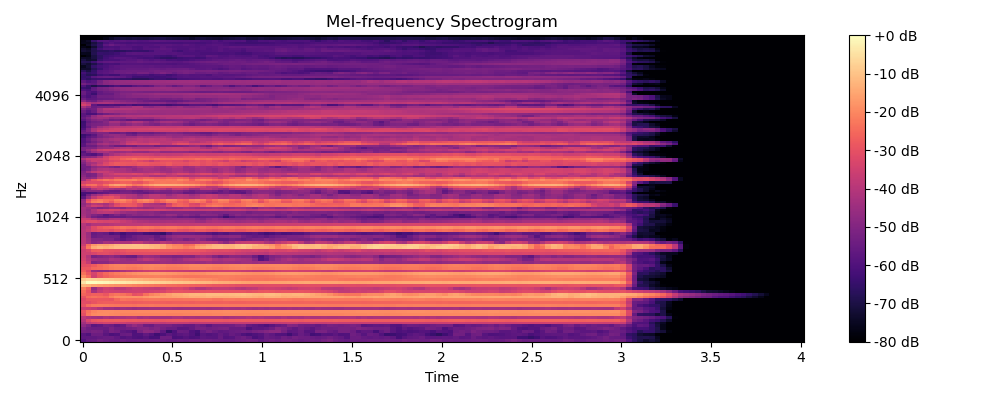 Mel-frequency Spectrogram
Hz
4096
2048
1024
512
0
0
0.5
1
1.5
2
2.5
3
3.5
4
Time
+0 dB
-10 dB
-20 dB
-30 dB
-40 dB
-50 dB
-60 dB
-70 dB
-80 dB